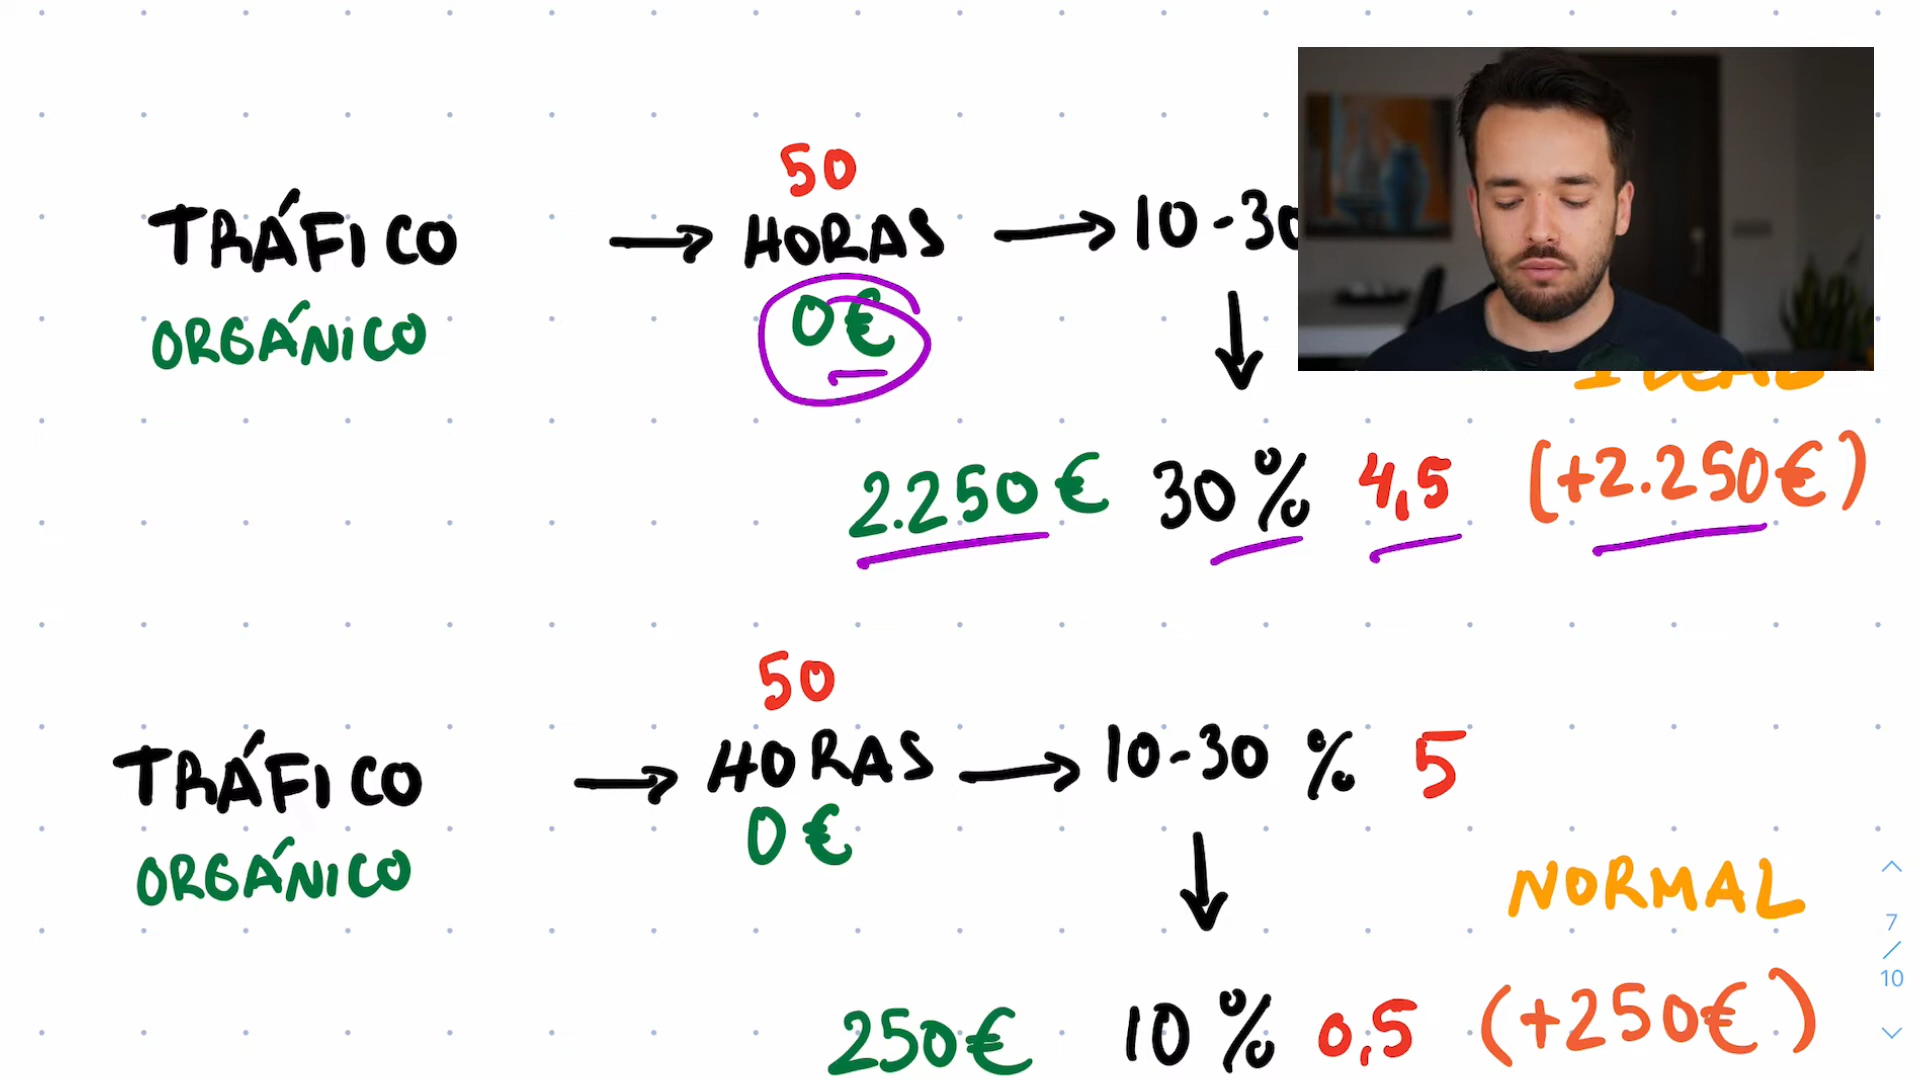 50
TRÁFICO → HORAS → 10-30
ORGÁNICO 0€
IDEAL
2.250€ 30% 4,5 (+2.250€)
50
TRÁFICO → HORAS → 10-30 % 5
ORGÁNICO 0€
NORMAL
250€ 10% 0,5 (+250€)
7
/
10